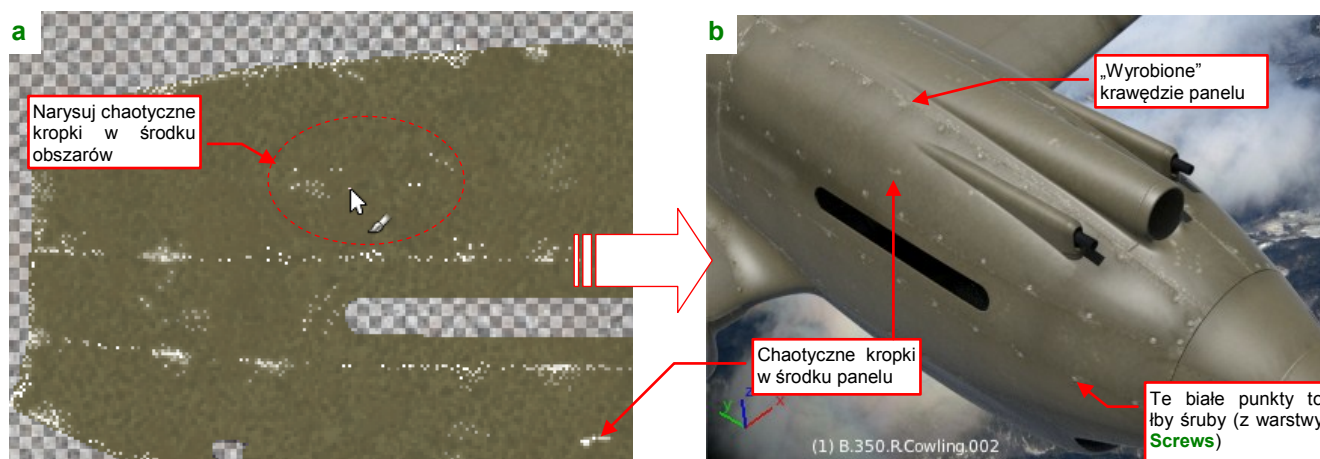 a
Narysuj chaotyczne
kropki w środku
obszarów
b
„Wyrobione”
krawędzie panelu
Chaotyczne kropki
w środku panelu
Te białe punkty to
łby śruby (z warstwy
Screws)
z
y
x
(1) B.350.R.Cowling.002